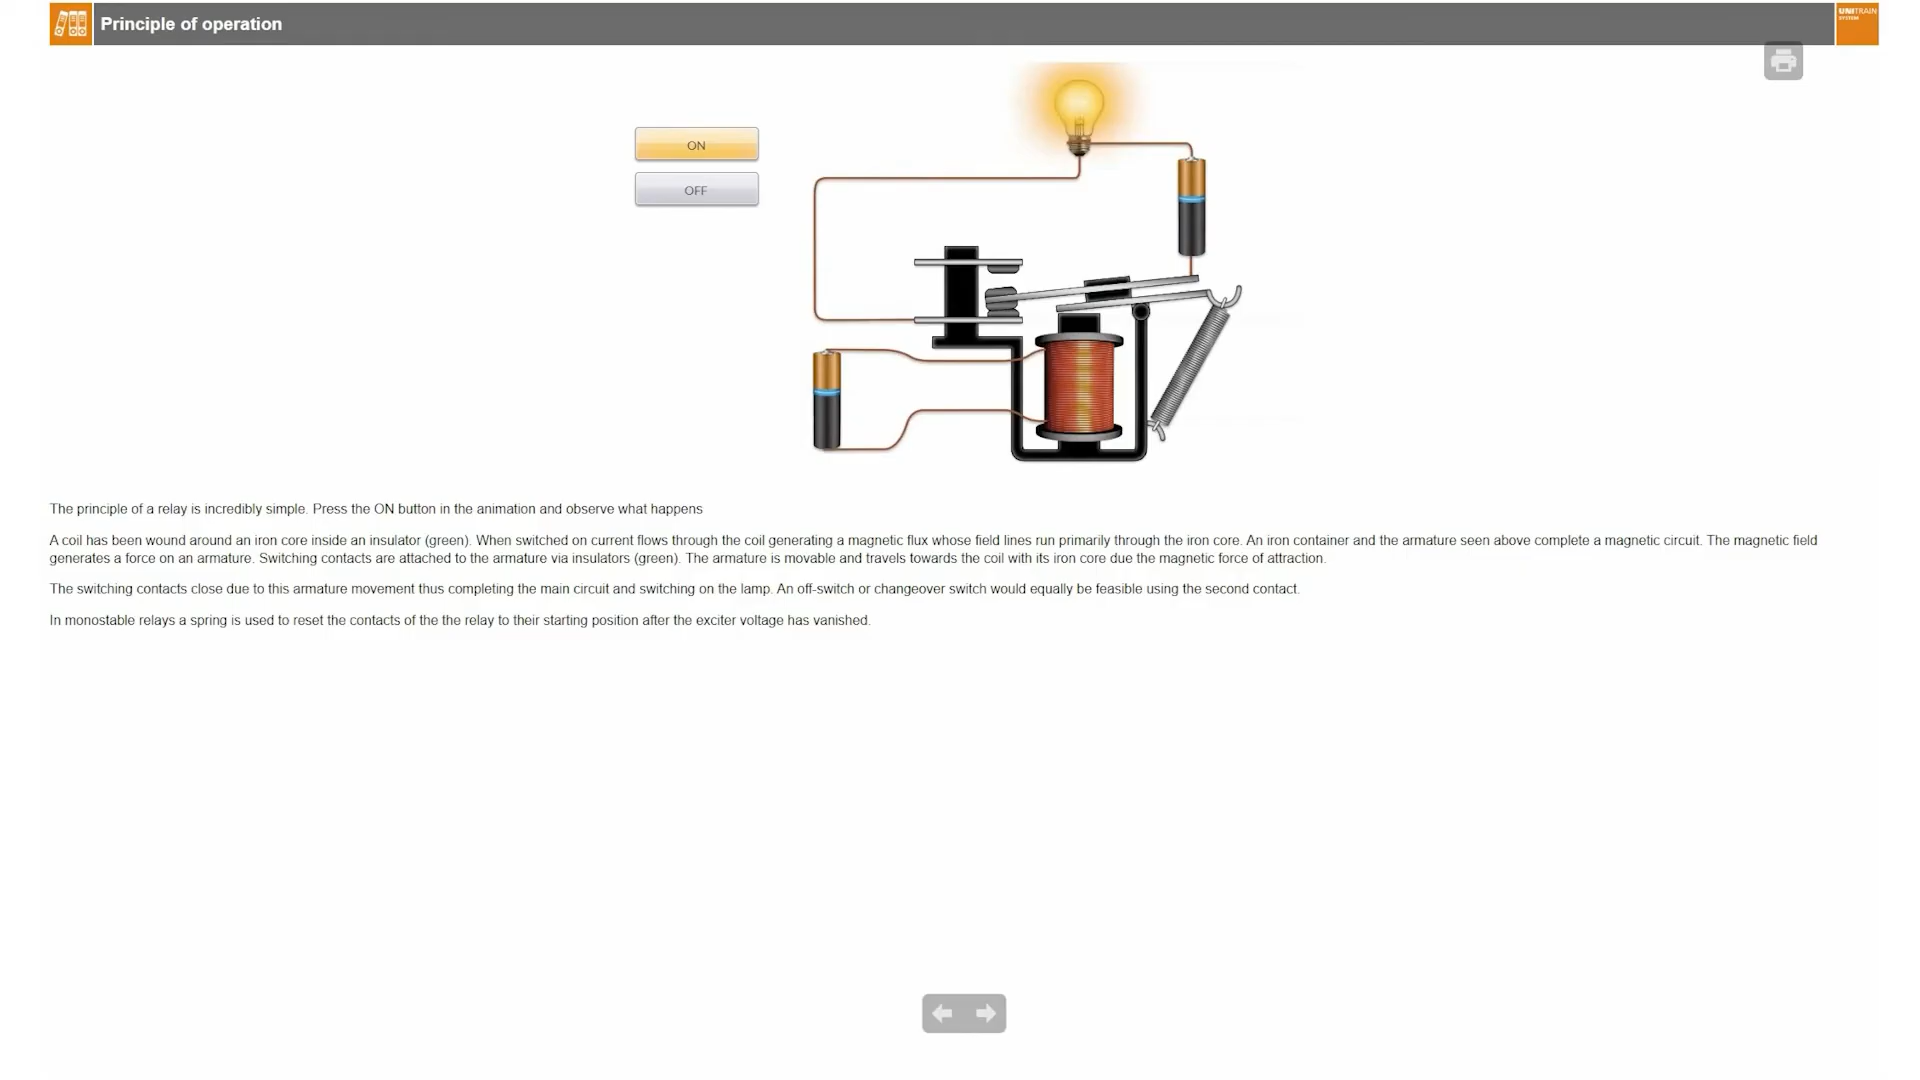 Principle of operation
UNITRAIN
SYSTEM
ON
OFF
The principle of a relay is incredibly simple. Press the ON button in the animation and observe what happens
A coil has been wound around an iron core inside an insulator (green). When switched on current flows through the coil generating a magnetic flux whose field lines run primarily through the iron core. An iron container and the armature seen above complete a magnetic circuit. The magnetic field
generates a force on an armature. Switching contacts are attached to the armature via insulators (green). The armature is movable and travels towards the coil with its iron core due the magnetic force of attraction.
The switching contacts close due to this armature movement thus completing the main circuit and switching on the lamp. An off-switch or changeover switch would equally be feasible using the second contact.
In monostable relays a spring is used to reset the contacts of the the relay to their starting position after the exciter voltage has vanished.